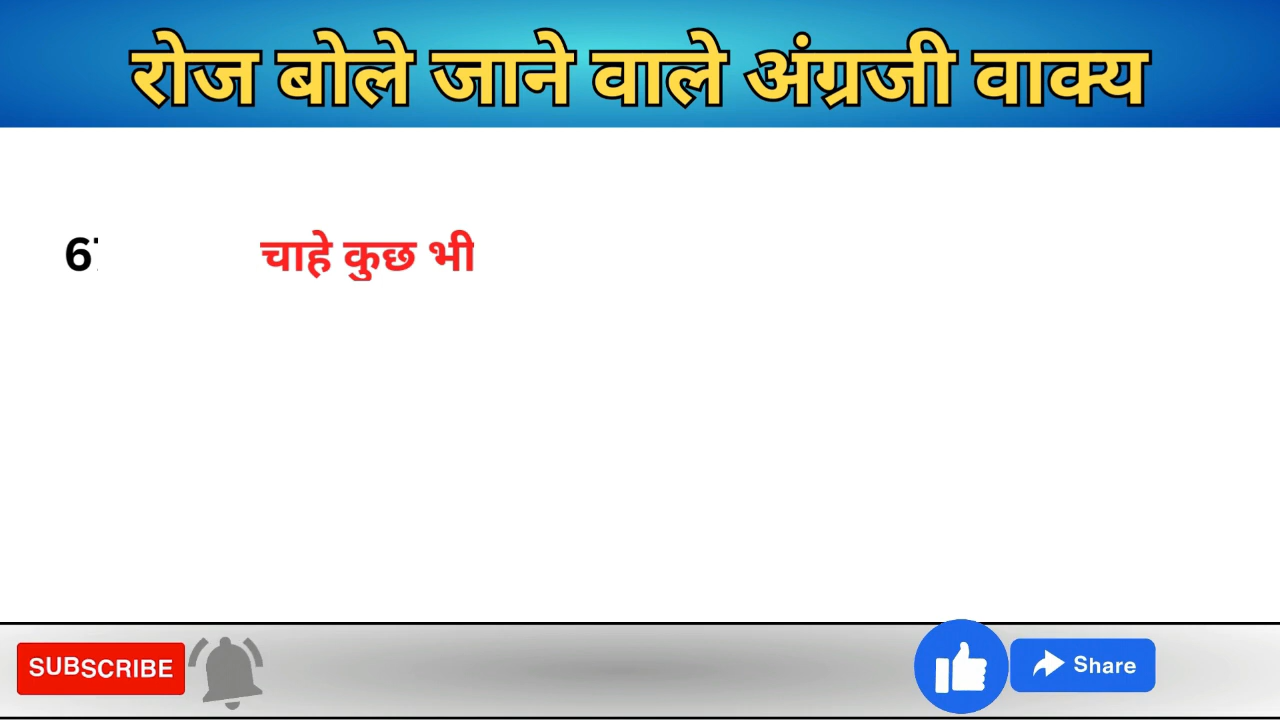 रोज बोले जाने वाले अंग्रजी वाक्य
चाहे कुछ भी
SUBSCRIBE
Share